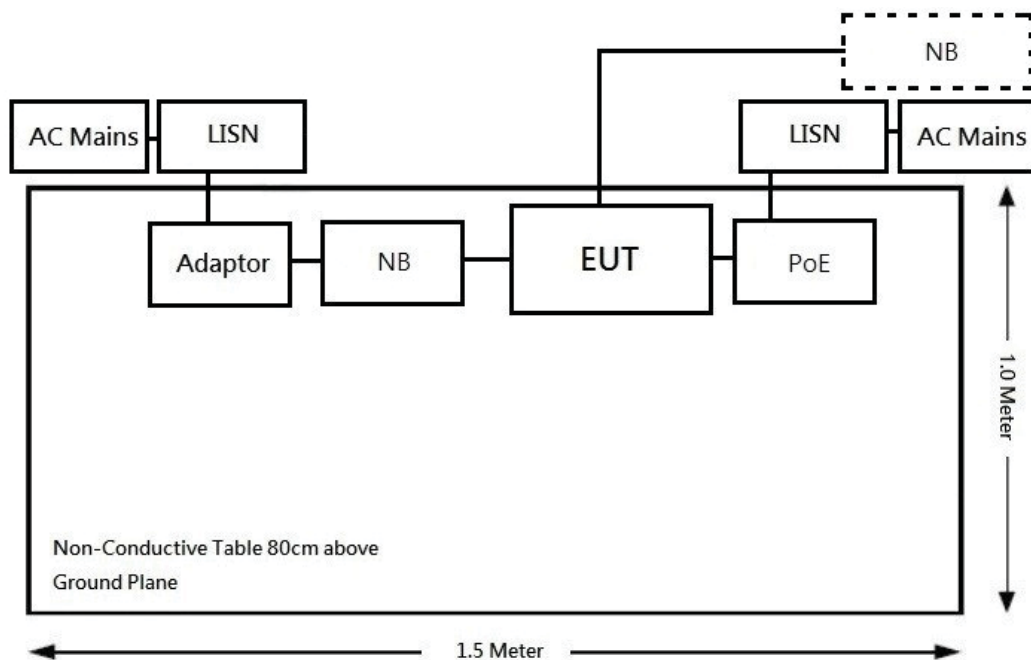 NB
AC Mains
LISN
LISN
AC Mains
Adaptor
NB
EUT
PoE
1.0 Meter
Non-Conductive Table 80cm above
Ground Plane
1.5 Meter